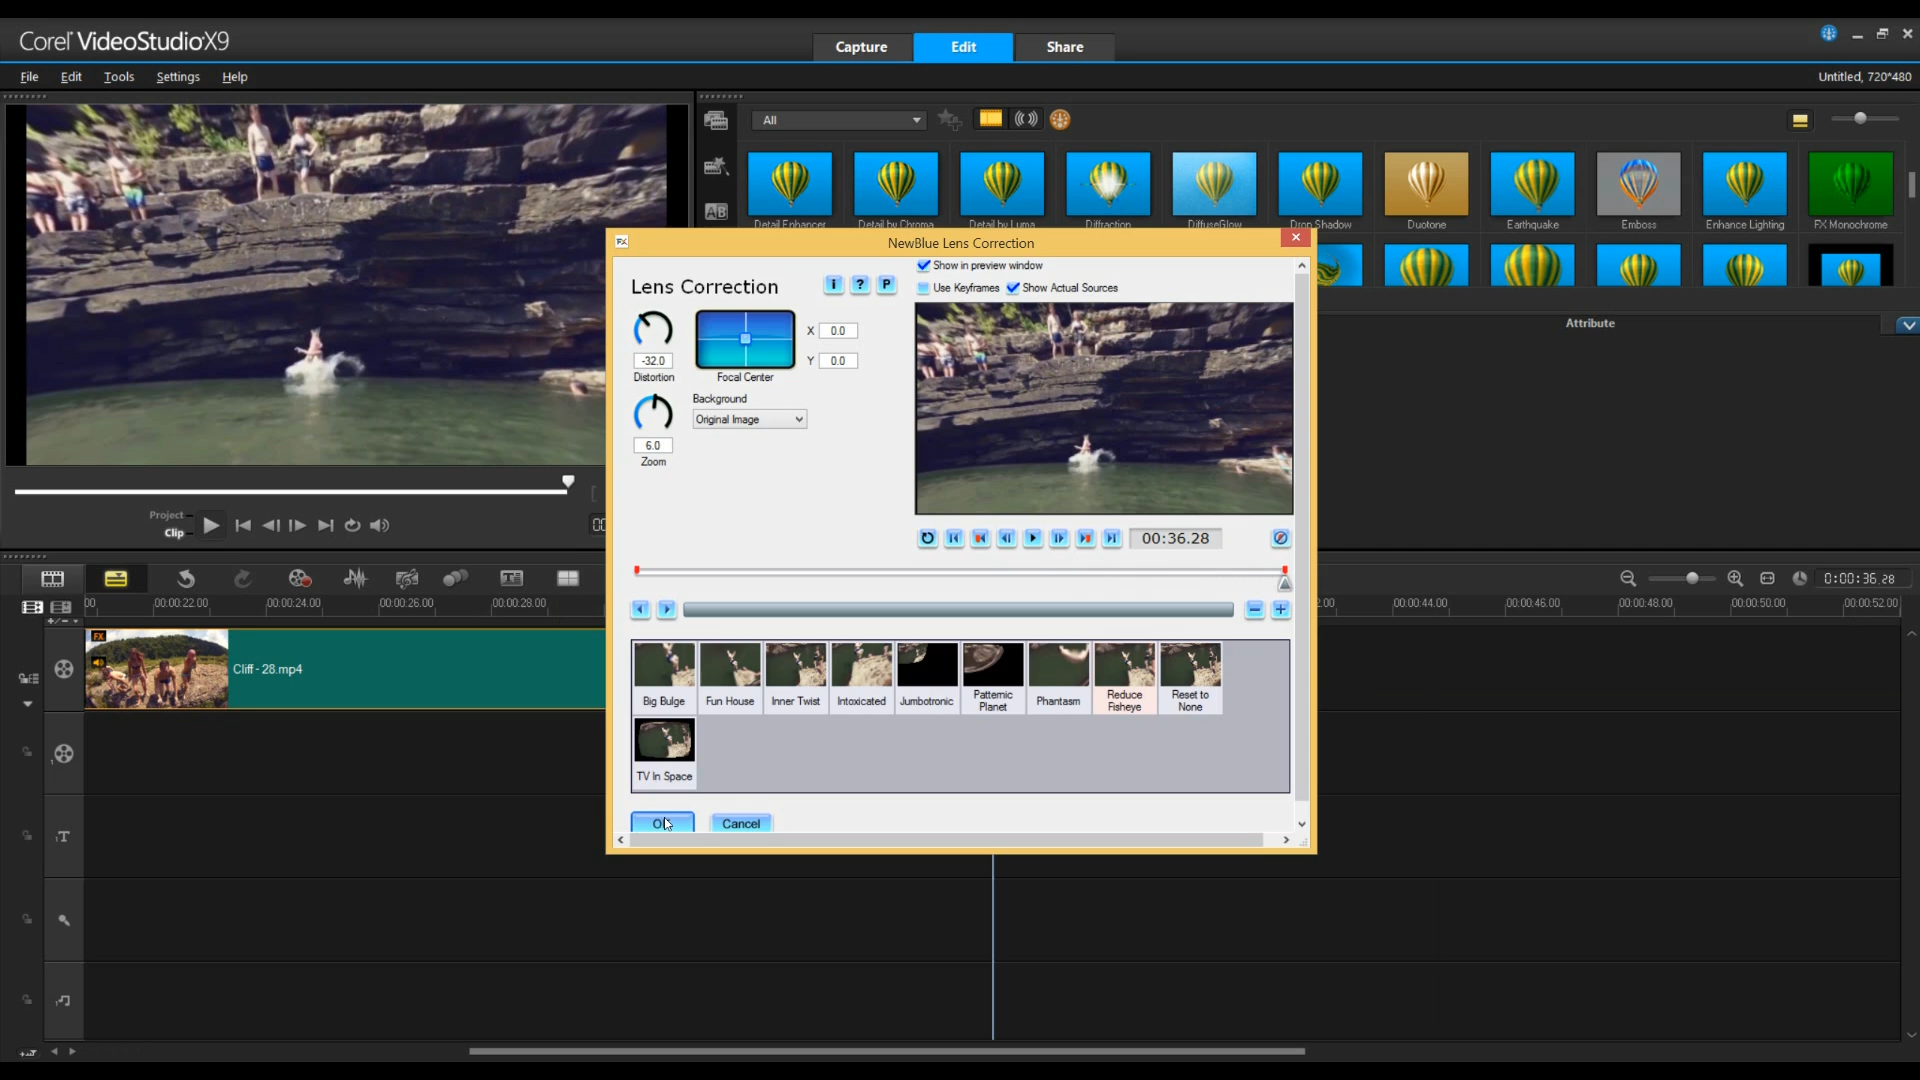 Corel VideoStudio X9
Capture
Edit
Share
File
Edit
Tools
Settings
Help
Untitled, 720*480
All
Detail Enhancer
Detail by Chroma
Detail by Luma
Diffraction
DiffuseGlow
Drop Shadow
Duotone
Earthquake
Emboss
Enhance Lighting
FX Monochrome
Attribute
FX
NewBlue Lens Correction
Show in preview window
Use Keyframes
Show Actual Sources
Lens Correction
i ? P
X 0.0
Y 0.0
-32.0
Distortion
Focal Center
Background
Original Image
6.0
Zoom
00:36.28
Big Bulge
Fun House
Inner Twist
Intoxicated
Jumbotronic
Patternic
Planet
Phantasm
Reduce
Fisheye
Reset to
None
TV In Space
Cancel
Project
Clip
0:00:36.28
00:00:22.00
00:00:24.00
00:00:26.00
00:00:28.00
00:00:44.00
00:00:46.00
00:00:48.00
00:00:50.00
00:00:52.00
FX
Cliff - 28.mp4